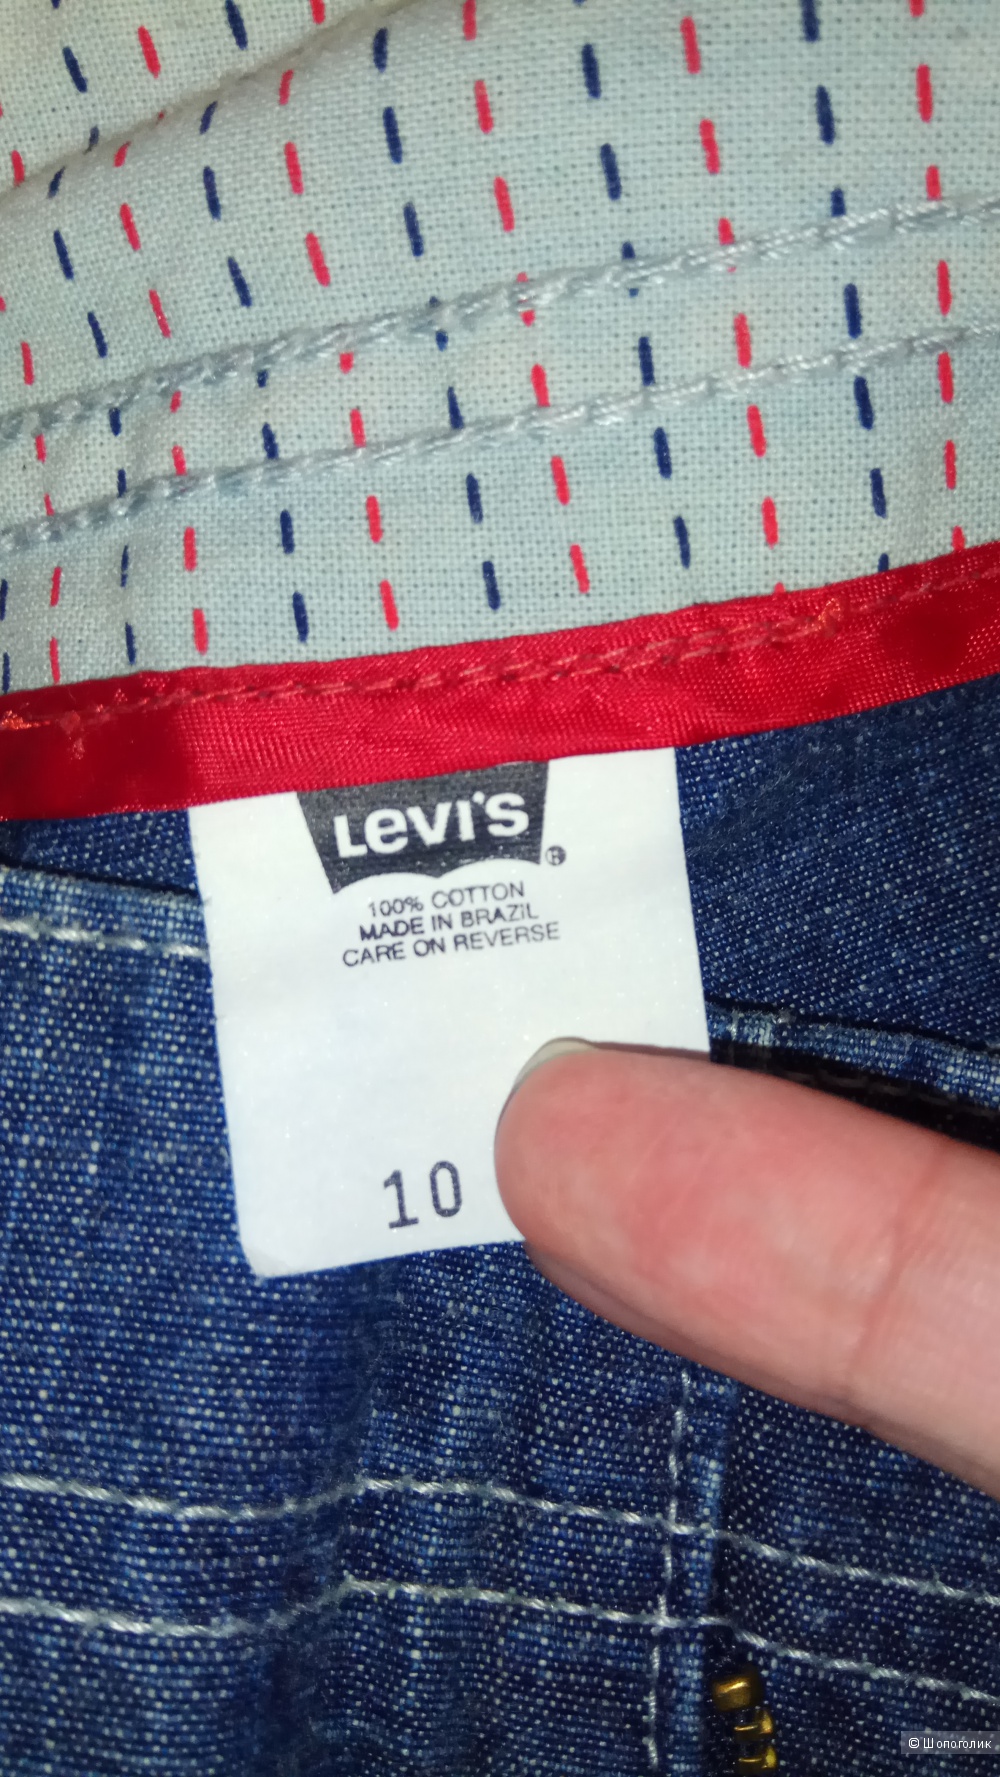 Levi's ®
100% COTTON
MADE IN BRAZIL
CARE ON REVERSE
10
© Шопоголик